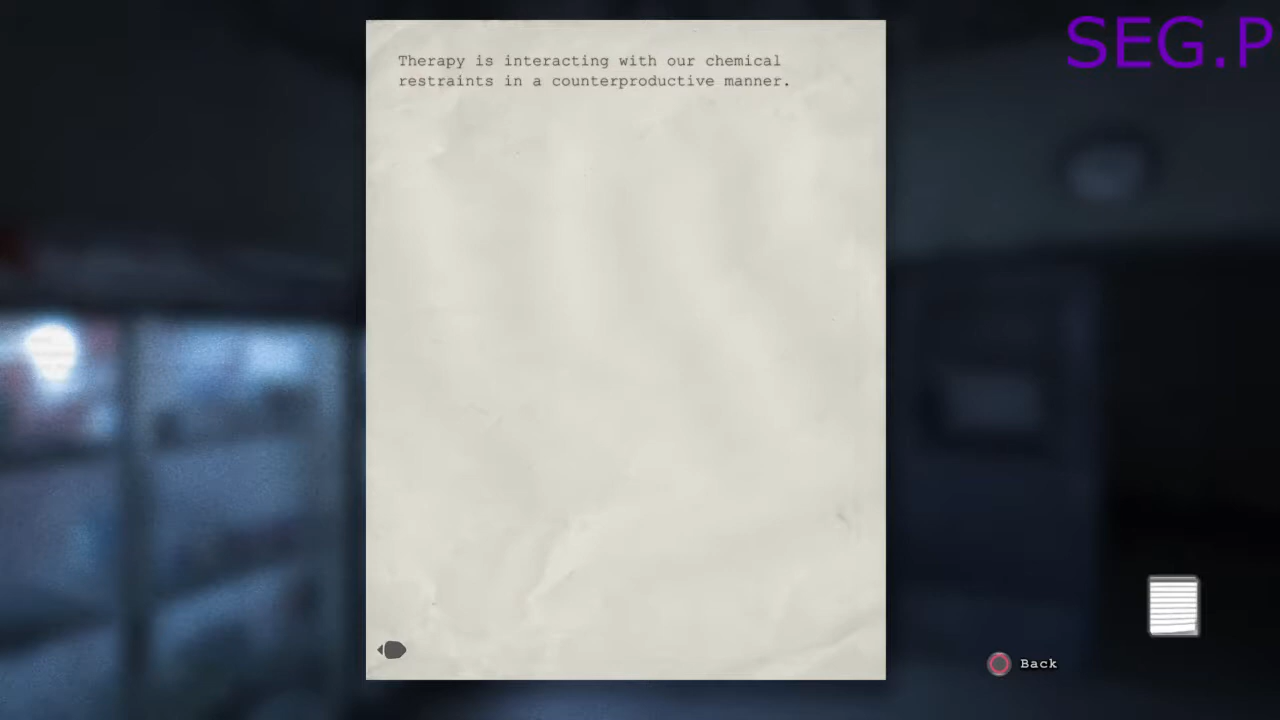 SEG.P
Therapy is interacting with our chemical
restraints in a counterproductive manner.
Back